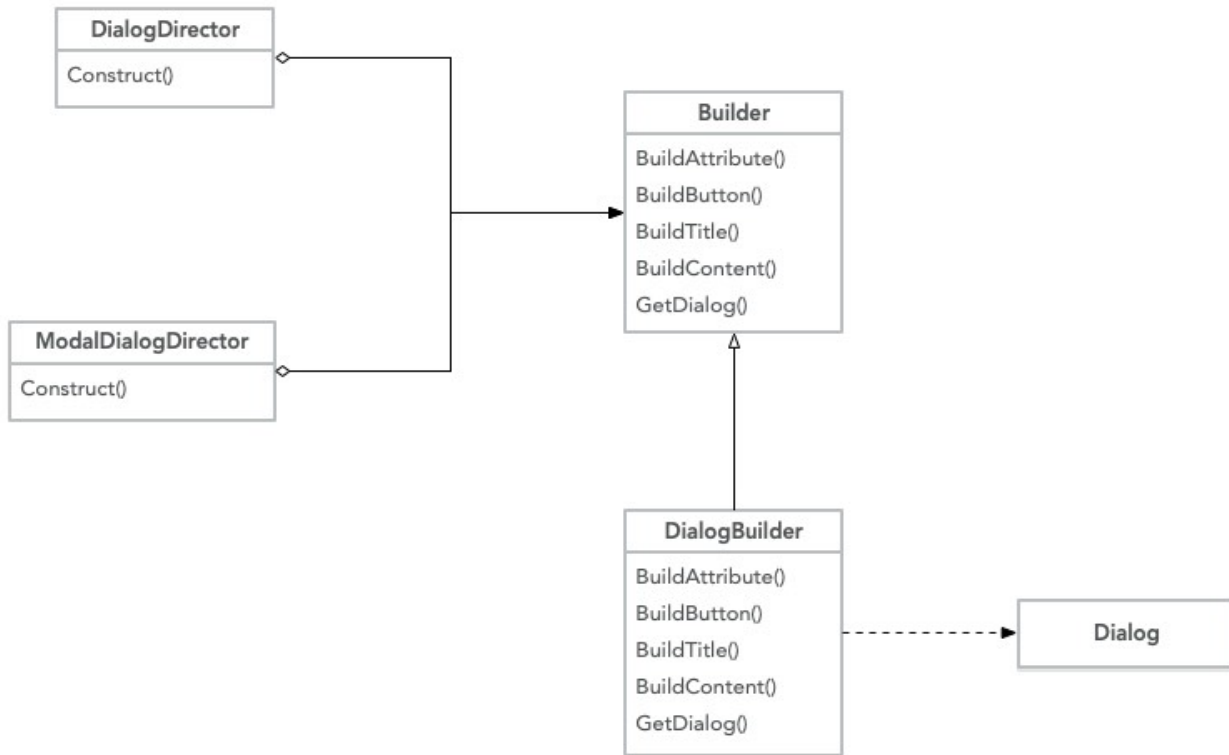 DialogDirector
Construct()
Builder
BuildAttribute()
BuildButton()
BuildTitle()
BuildContent()
GetDialog()
ModalDialogDirector
Construct()
DialogBuilder
BuildAttribute()
BuildButton()
BuildTitle()
BuildContent()
GetDialog()
Dialog